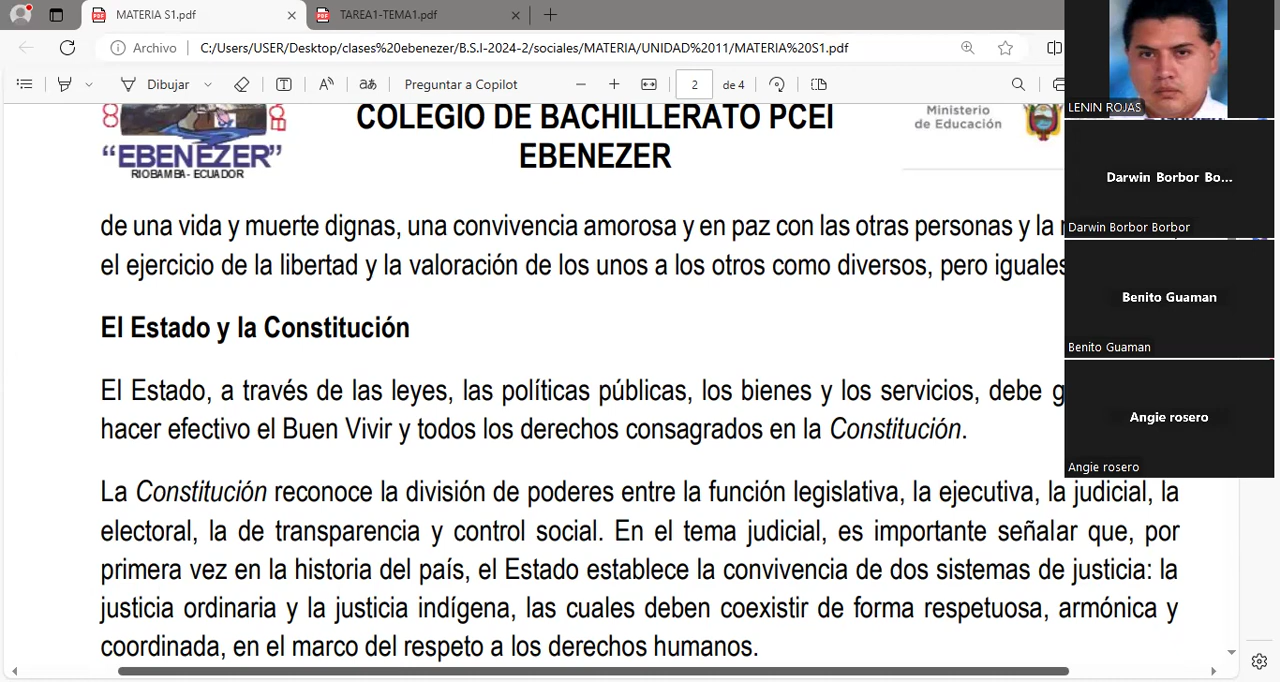 MATERIA S1.pdf
TAREA1-TEMA1.pdf
Archivo
C:/Users/USER/Desktop/clases%20ebenezer/B.S.I-2024-2/sociales/MATERIA/UNIDAD%2011/MATERIA%20S1.pdf
Dibujar
Preguntar a Copilot
2
de 4
COLEGIO DE BACHILLERATO PCEI
EBENEZER
"EBENEZER"
RIOBAMBA- ECUADOR
Ministerio
de Educación
de una vida y muerte dignas, una convivencia amorosa y en paz con las otras personas y la
el ejercicio de la libertad y la valoración de los unos a los otros como diversos, pero iguales
El Estado y la Constitución
El Estado, a través de las leyes, las políticas públicas, los bienes y los servicios, debe g
hacer efectivo el Buen Vivir y todos los derechos consagrados en la Constitución.
La Constitución reconoce la división de poderes entre la función legislativa, la ejecutiva, la judicial, la
electoral, la de transparencia y control social. En el tema judicial, es importante señalar que, por
primera vez en la historia del país, el Estado establece la convivencia de dos sistemas de justicia: la
justicia ordinaria y la justicia indígena, las cuales deben coexistir de forma respetuosa, armónica y
coordinada, en el marco del respeto a los derechos humanos.
LENIN ROJAS
Darwin Borbor Bo...
Darwin Borbor Borbor
Benito Guaman
Benito Guaman
Angie rosero
Angie rosero